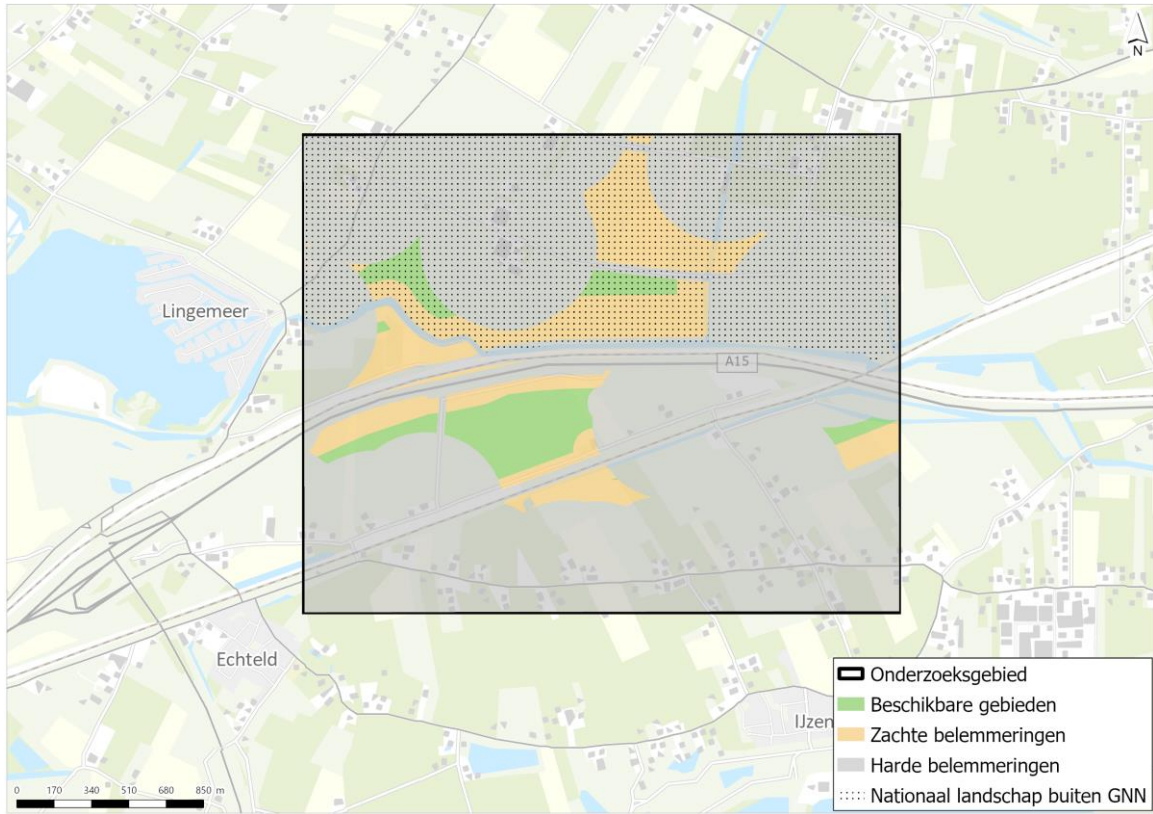 N
Lingemeer
A15
Echteld
Onderzoeksgebied
Beschikbare gebieden
Zachte belemmeringen
IJzen
Harde belemmeringen
Nationaal landschap buiten GNN
0 170 340 510 680 850 m